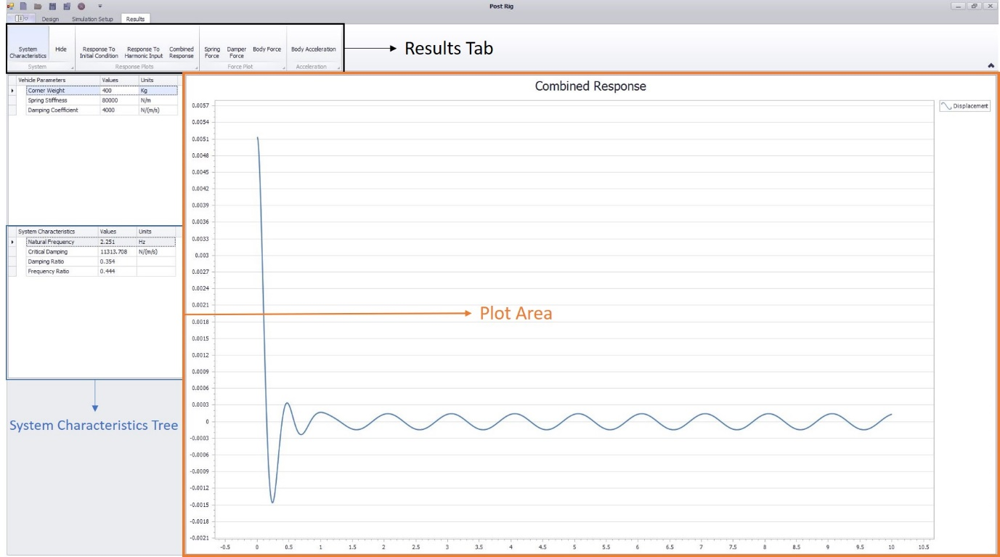 Post Rig
Design Simulation Setup Results
System Characteristics Hide Response To Initial Condition Response To Harmonic Input Combined Response Spring Force Damper Force Body Force Body Acceleration
System Response Plots Force Plot Acceleration
Results Tab
Vehicle Parameters Values Units
Corner Weight 400 Kg
Spring Stiffness 80000 N/m
Damping Coefficient 4000 N/(m/s)
System Characteristics Values Units
Natural Frequency 2.251 Hz
Critical Damping 11313.708 N/(m/s)
Damping Ratio 0.354
Frequency Ratio 0.444
System Characteristics Tree
Combined Response
Displacement
0.0057
0.0054
0.0051
0.0048
0.0045
0.0042
0.0039
0.0036
0.0033
0.003
0.0027
0.0024
0.0021
0.0018
0.0015
0.0012
0.0009
0.0006
0.0003
0
-0.0003
-0.0006
-0.0009
-0.0012
-0.0015
-0.0018
-0.0021
Plot Area
-0.5 0 0.5 1 1.5 2 2.5 3 3.5 4 4.5 5 5.5 6 6.5 7 7.5 8 8.5 9 9.5 10 10.5